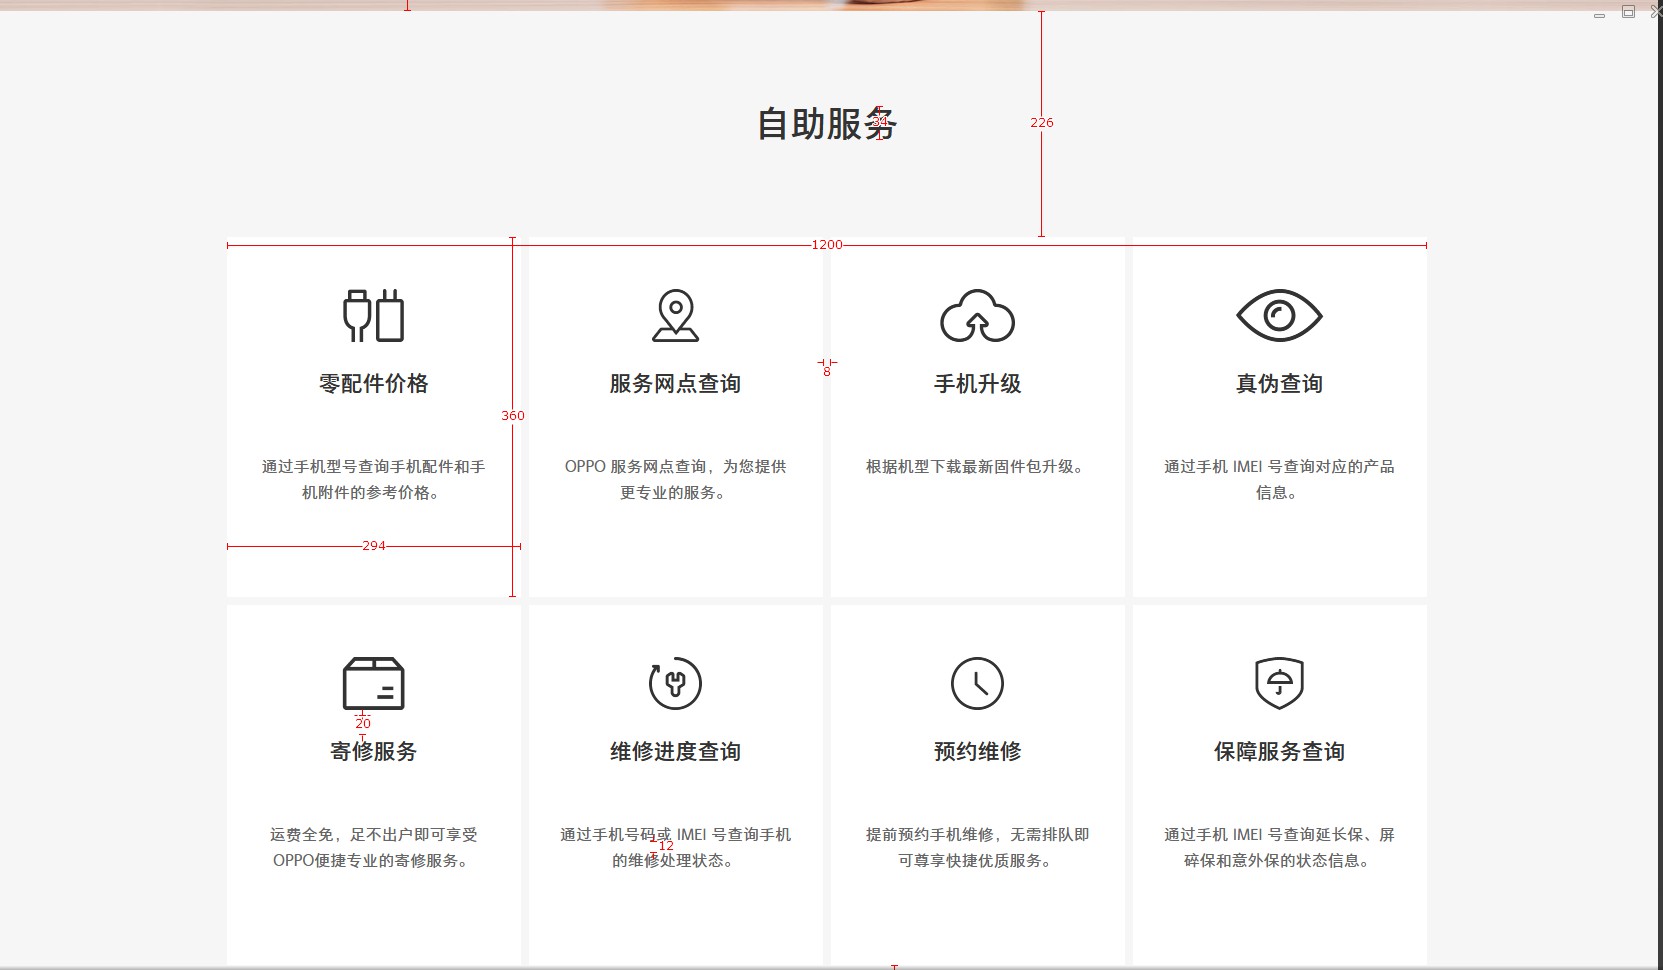 226
自助服务
34
1200
零配件价格
服务网点查询
手机升级
真伪查询
8
360
通过手机型号查询手机配件和手
机附件的参考价格。
OPPO 服务网点查询，为您提供
更专业的服务。
根据机型下载最新固件包升级。
通过手机 IMEI 号查询对应的产品
信息。
294
20
寄修服务
维修进度查询
预约维修
保障服务查询
运费全免，足不出户即可享受
OPPO便捷专业的寄修服务。
通过手机号码或 IMEI 号查询手机
的维修处理状态。
12
提前预约手机维修，无需排队即
可尊享快捷优质服务。
通过手机 IMEI 号查询延长保、屏
碎保和意外保的状态信息。